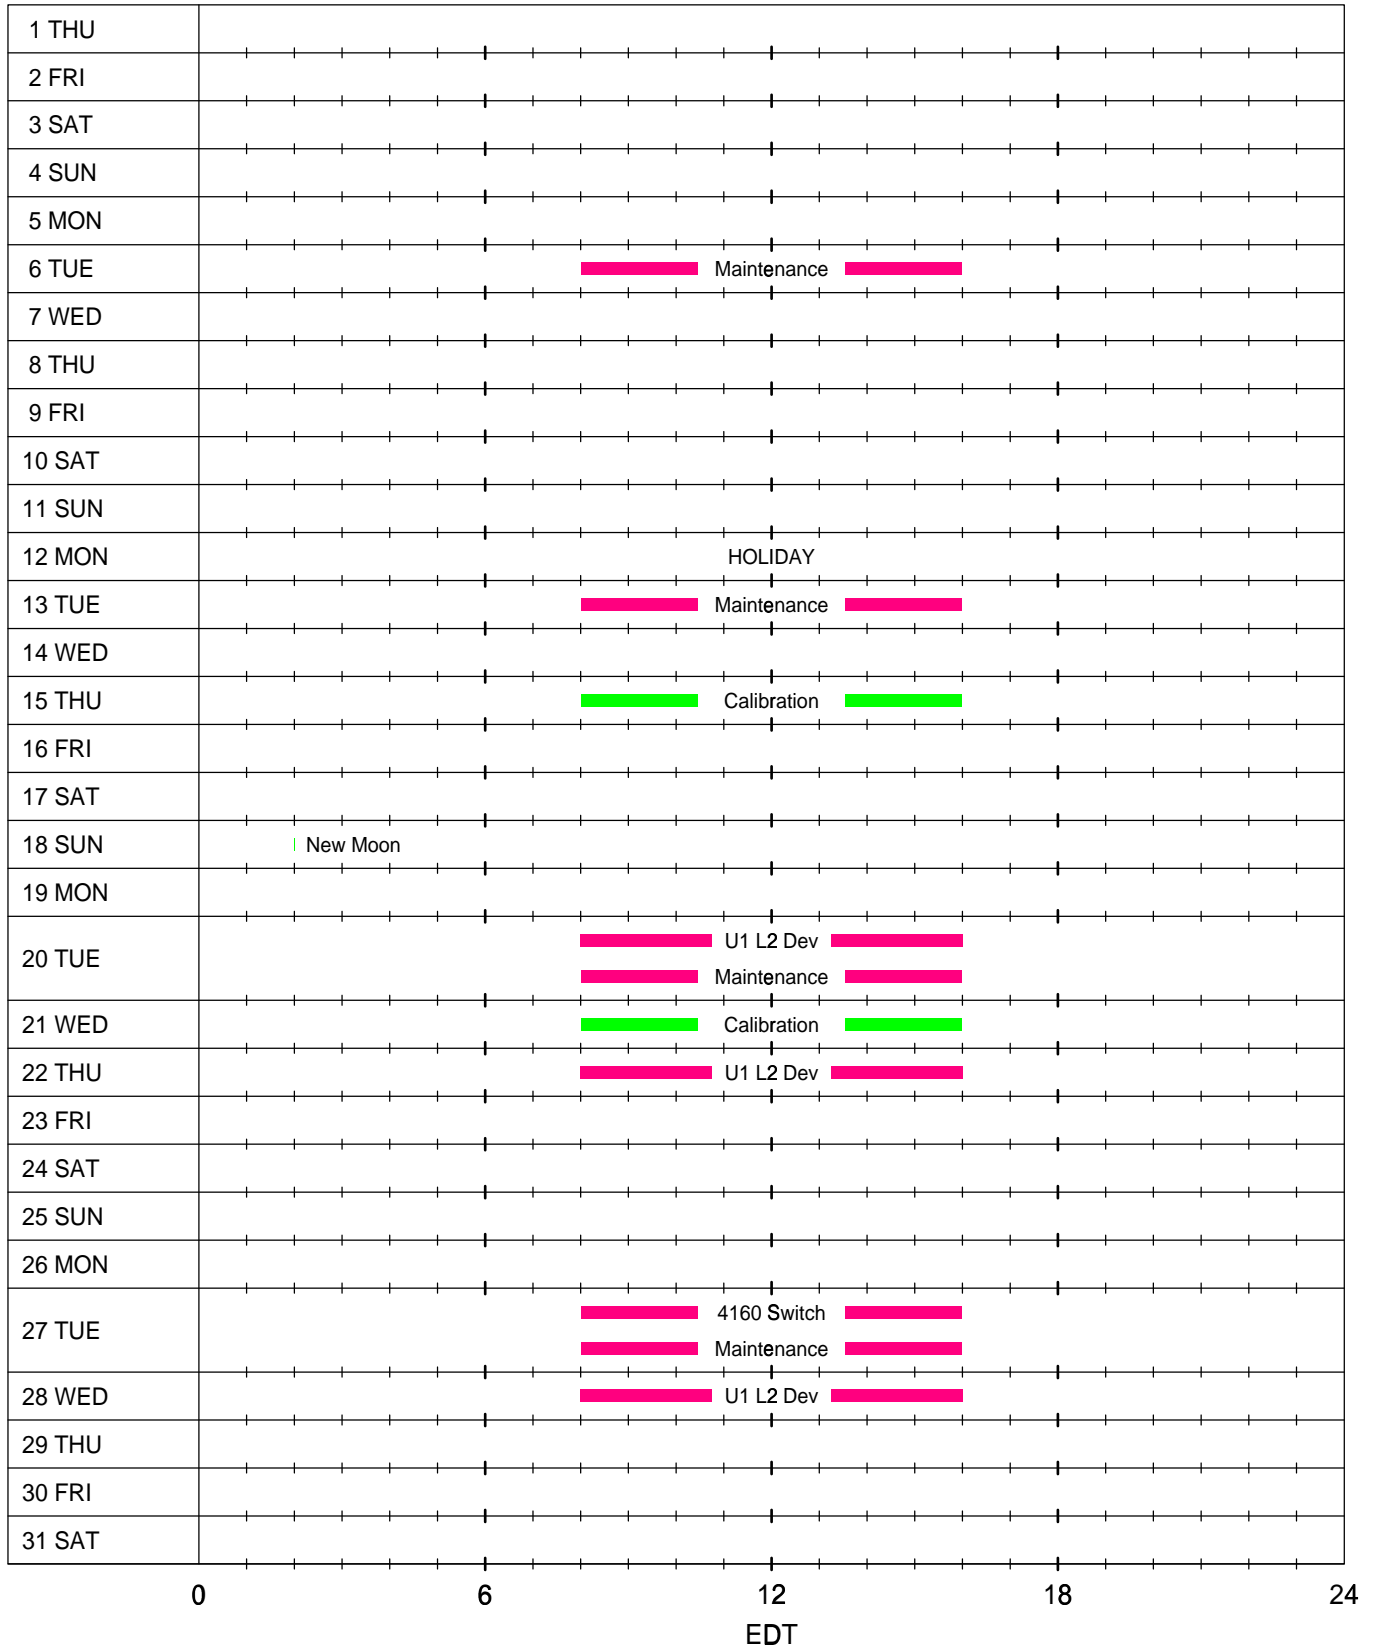 1 THU
2 FRI
3 SAT
4 SUN
5 MON
6 TUE Maintenance
7 WED
8 THU
9 FRI
10 SAT
11 SUN
12 MON HOLIDAY
13 TUE Maintenance
14 WED
15 THU Calibration
16 FRI
17 SAT
18 SUN New Moon
19 MON
20 TUE U1 L2 Dev
Maintenance
21 WED Calibration
22 THU U1 L2 Dev
23 FRI
24 SAT
25 SUN
26 MON
27 TUE 4160 Switch
Maintenance
28 WED U1 L2 Dev
29 THU
30 FRI
31 SAT
0 6 12 18 24
EDT